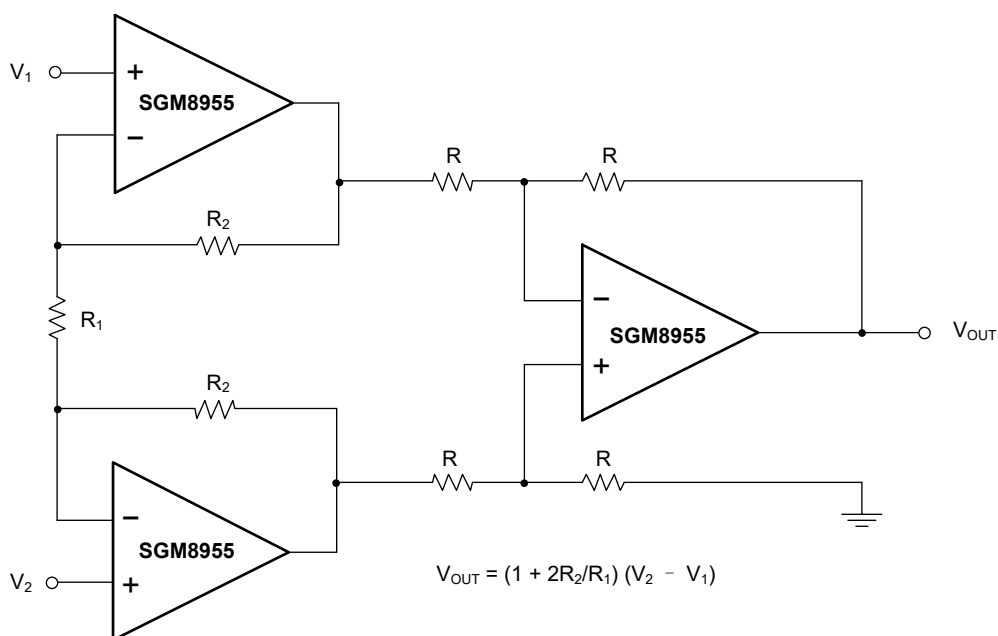 V₁
+
SGM8955
−
R
R
R₂
R₁
−
SGM8955
+
V_OUT
R₂
R
R
−
SGM8955
V₂
+
V_OUT = (1 + 2R₂/R₁) (V₂ − V₁)